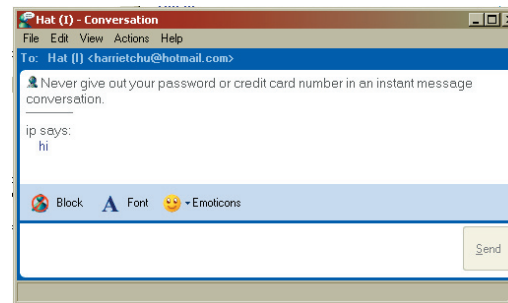 Hat (I) - Conversation
File Edit View Actions Help
To: Hat (I) <harrietchu@hotmail.com>
Never give out your password or credit card number in an instant message
conversation.
ip says:
hi
Block Font Emoticons
Send